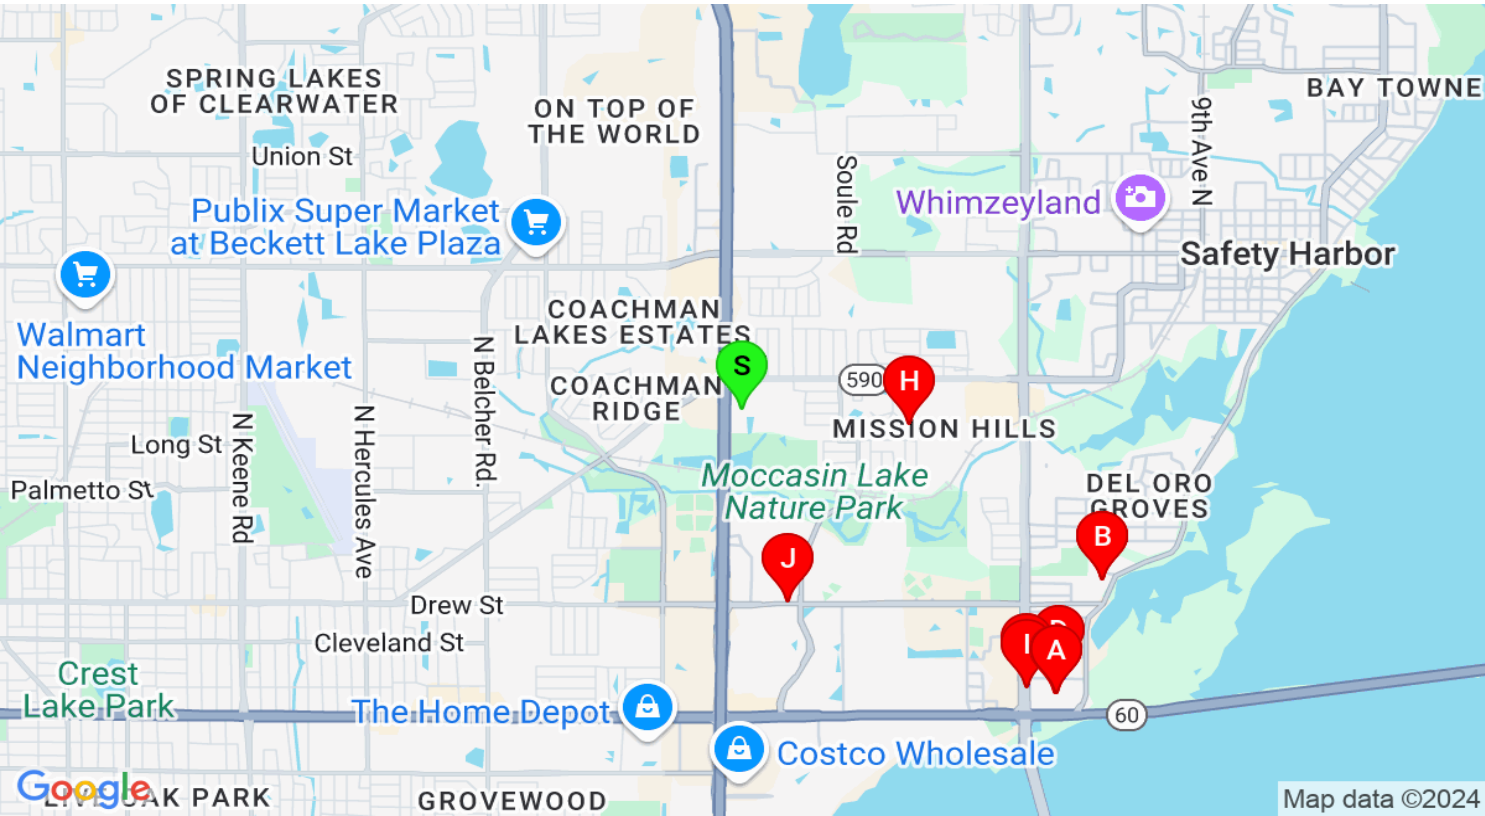 SPRING LAKES
OF CLEARWATER
ON TOP OF
THE WORLD
BAY TOWNE
Union St
Soule Rd
9th Ave N
Publix Super Market
at Beckett Lake Plaza
Whimzeyland
Safety Harbor
Walmart
Neighborhood Market
COACHMAN
LAKES ESTATES
S
COACHMAN
RIDGE
590
H
MISSION HILLS
N Belcher Rd.
N Keene Rd
N Hercules Ave
Long St
Palmetto St
Moccasin Lake
Nature Park
DEL ORO
GROVES
B
J
Drew St
Cleveland St
D
I
A
Crest
Lake Park
The Home Depot
60
Costco Wholesale
Google
LIVE OAK PARK
GROVEWOOD
Map data ©2024